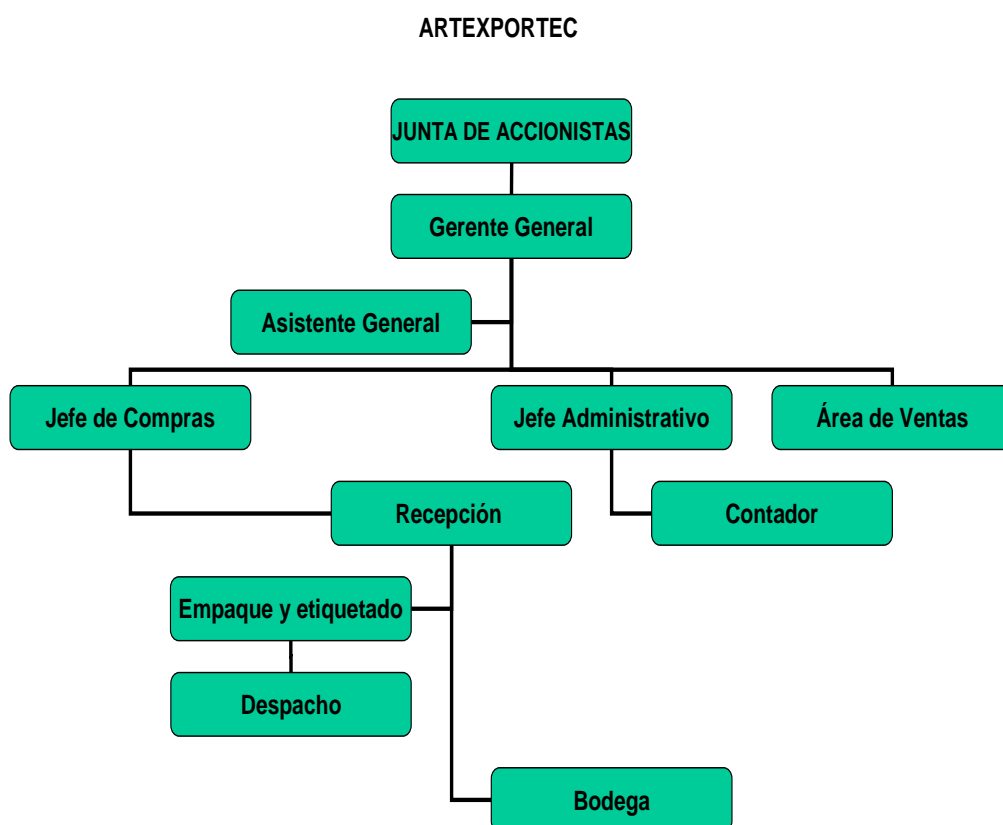 ARTEXPORTEC
JUNTA DE ACCIONISTAS
Gerente General
Asistente General
Jefe de Compras
Jefe Administrativo
Área de Ventas
Recepción
Contador
Empaque y etiquetado
Despacho
Bodega